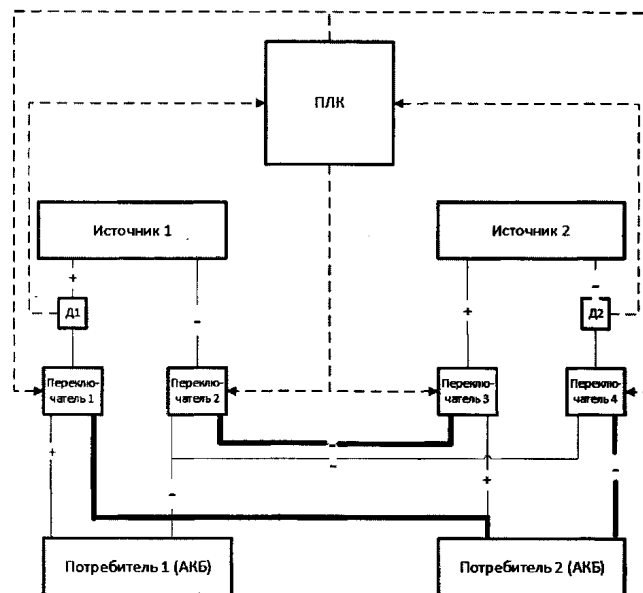 ПЛК
Источник 1
Источник 2
+
-
+
-
Д1
Д2
Переклю-
чатель 1
Переклю-
чатель 2
Переклю-
чатель 3
Переклю-
чатель 4
+
-
-
-
+
-
Потребитель 1 (АКБ)
Потребитель 2 (АКБ)